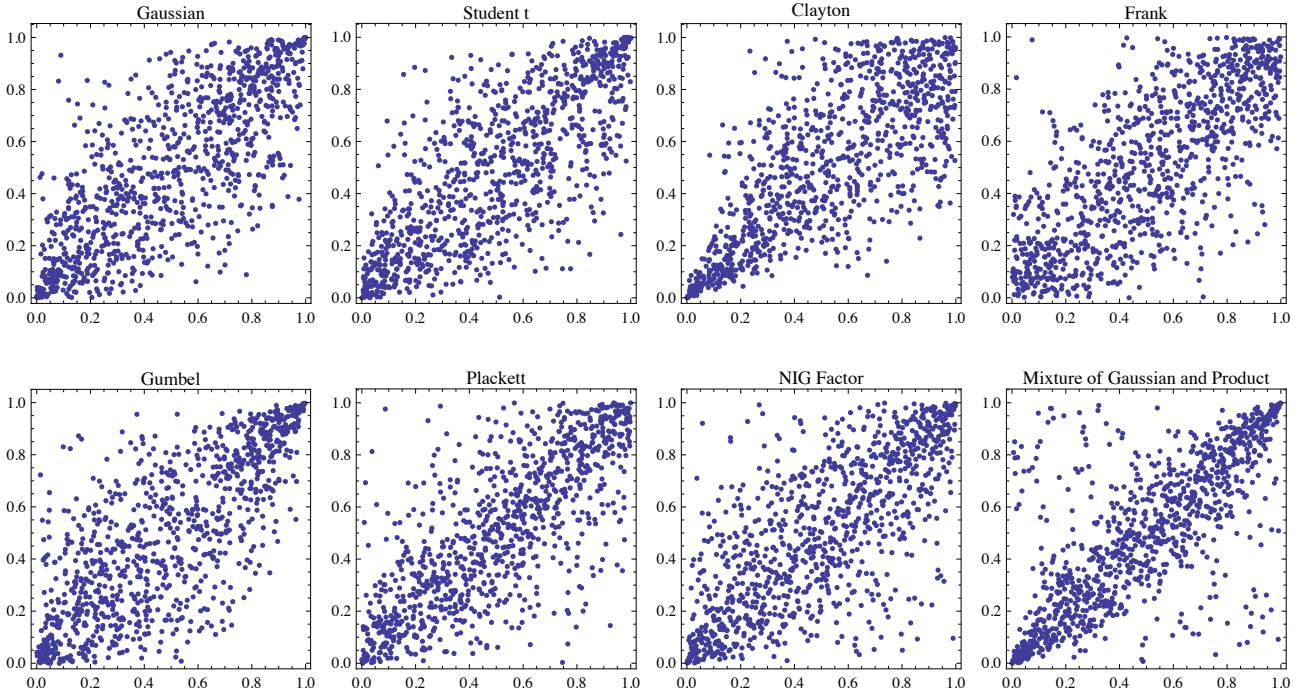 Gaussian Student t Clayton Frank
1.0 1.0 1.0 1.0
0.8 0.8 0.8 0.8
0.6 0.6 0.6 0.6
0.4 0.4 0.4 0.4
0.2 0.2 0.2 0.2
0.0 0.0 0.0 0.0
0.0 0.2 0.4 0.6 0.8 1.0 0.0 0.2 0.4 0.6 0.8 1.0 0.0 0.2 0.4 0.6 0.8 1.0 0.0 0.2 0.4 0.6 0.8 1.0
Gumbel Plackett NIG Factor Mixture of Gaussian and Product
1.0 1.0 1.0 1.0
0.8 0.8 0.8 0.8
0.6 0.6 0.6 0.6
0.4 0.4 0.4 0.4
0.2 0.2 0.2 0.2
0.0 0.0 0.0 0.0
0.0 0.2 0.4 0.6 0.8 1.0 0.0 0.2 0.4 0.6 0.8 1.0 0.0 0.2 0.4 0.6 0.8 1.0 0.0 0.2 0.4 0.6 0.8 1.0